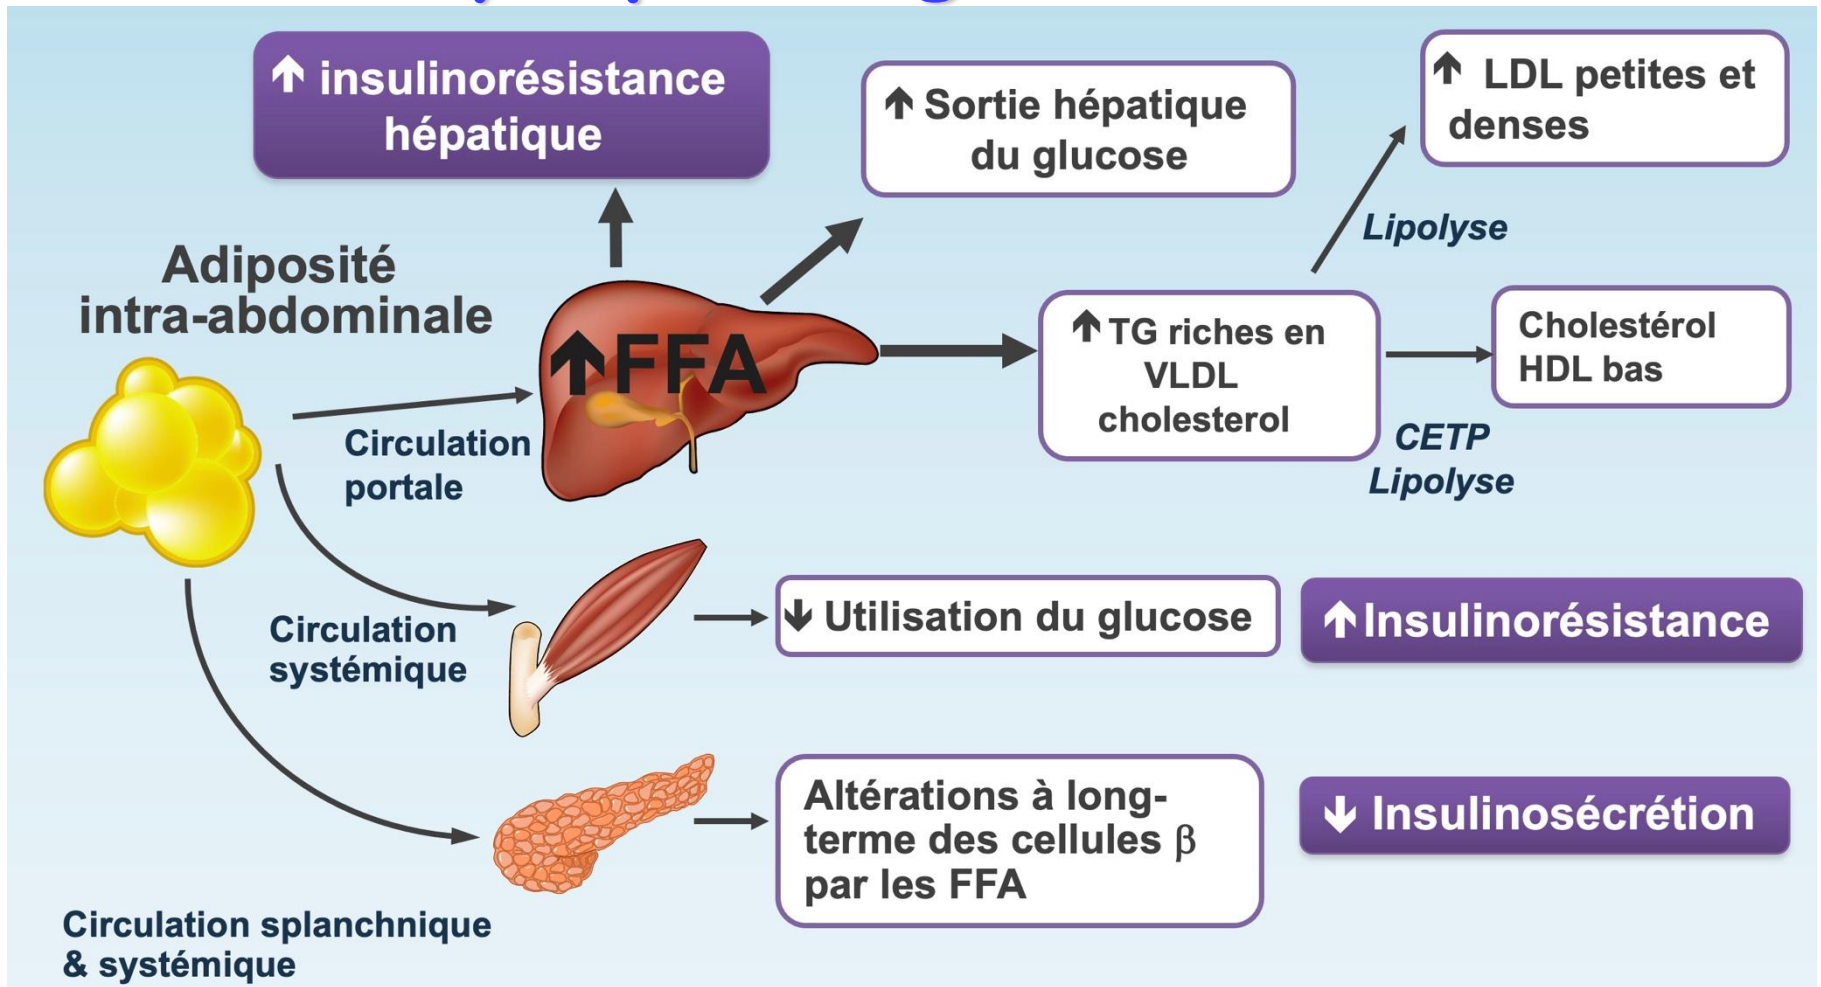 ↑ insulinorésistance
hépatique
↑ Sortie hépatique
du glucose
↑ LDL petites et
denses
Lipolyse
Adiposité
intra-abdominale
↑FFA
↑ TG riches en
VLDL
cholesterol
Cholestérol
HDL bas
CETP
Lipolyse
Circulation
portale
Circulation
systémique
↓ Utilisation du glucose
↑Insulinorésistance
Altérations à long-
terme des cellules β
par les FFA
↓ Insulinosécrétion
Circulation splanchnique
& systémique